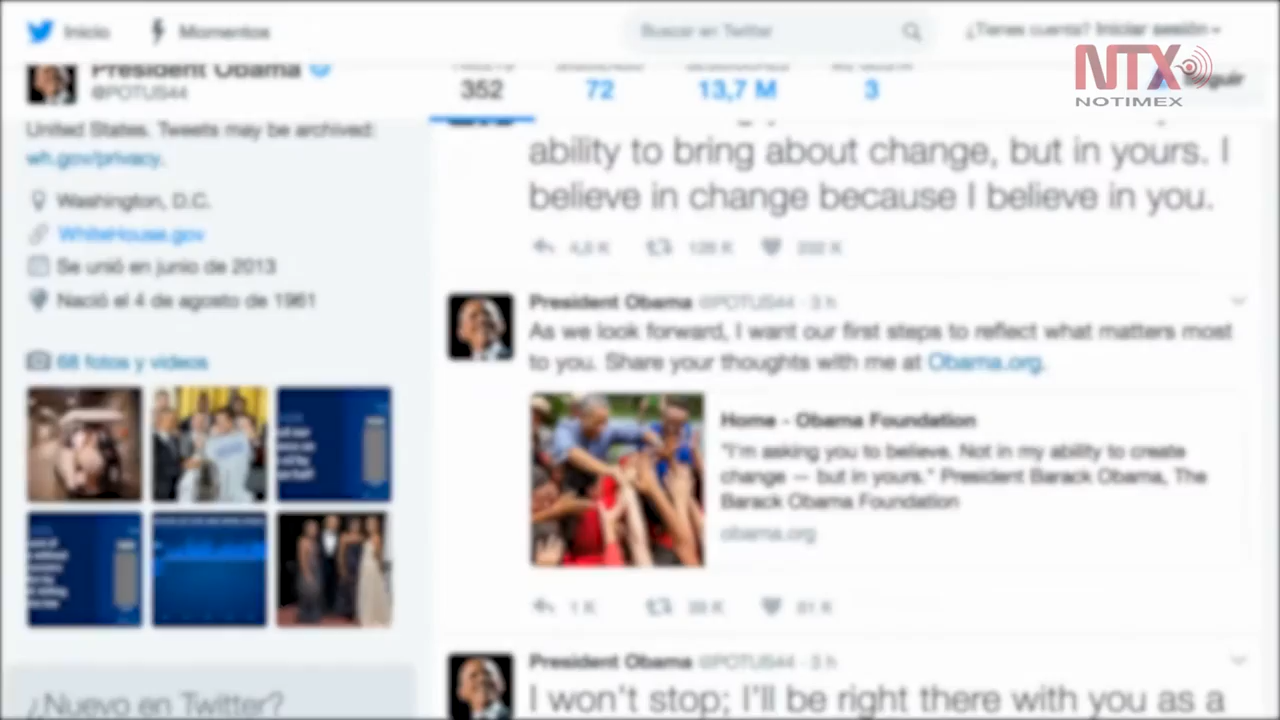 Inicio
Momentos
Buscar en Twitter
¿Tienes cuenta? Iniciar sesión
NTX
NOTIMEX
President Obama
@POTUS44
352
72
13,7 M
3
United States. Tweets may be archived:
wh.gov/privacy.
Washington, D.C.
WhiteHouse.gov
Se unió en junio de 2013
Nació el 4 de agosto de 1961
68 fotos y videos
¿Nuevo en Twitter?
ability to bring about change, but in yours. I
believe in change because I believe in you.
President Obama @POTUS44 · 3 h
As we look forward, I want our first steps to reflect what matters most
to you. Share your thoughts with me at Obama.org.
Home - Obama Foundation
"I'm asking you to believe. Not in my ability to create
change — but in yours." President Barack Obama, The
Barack Obama Foundation
obama.org
1 K
President Obama @POTUS44 · 3 h
I won't stop; I'll be right there with you as a